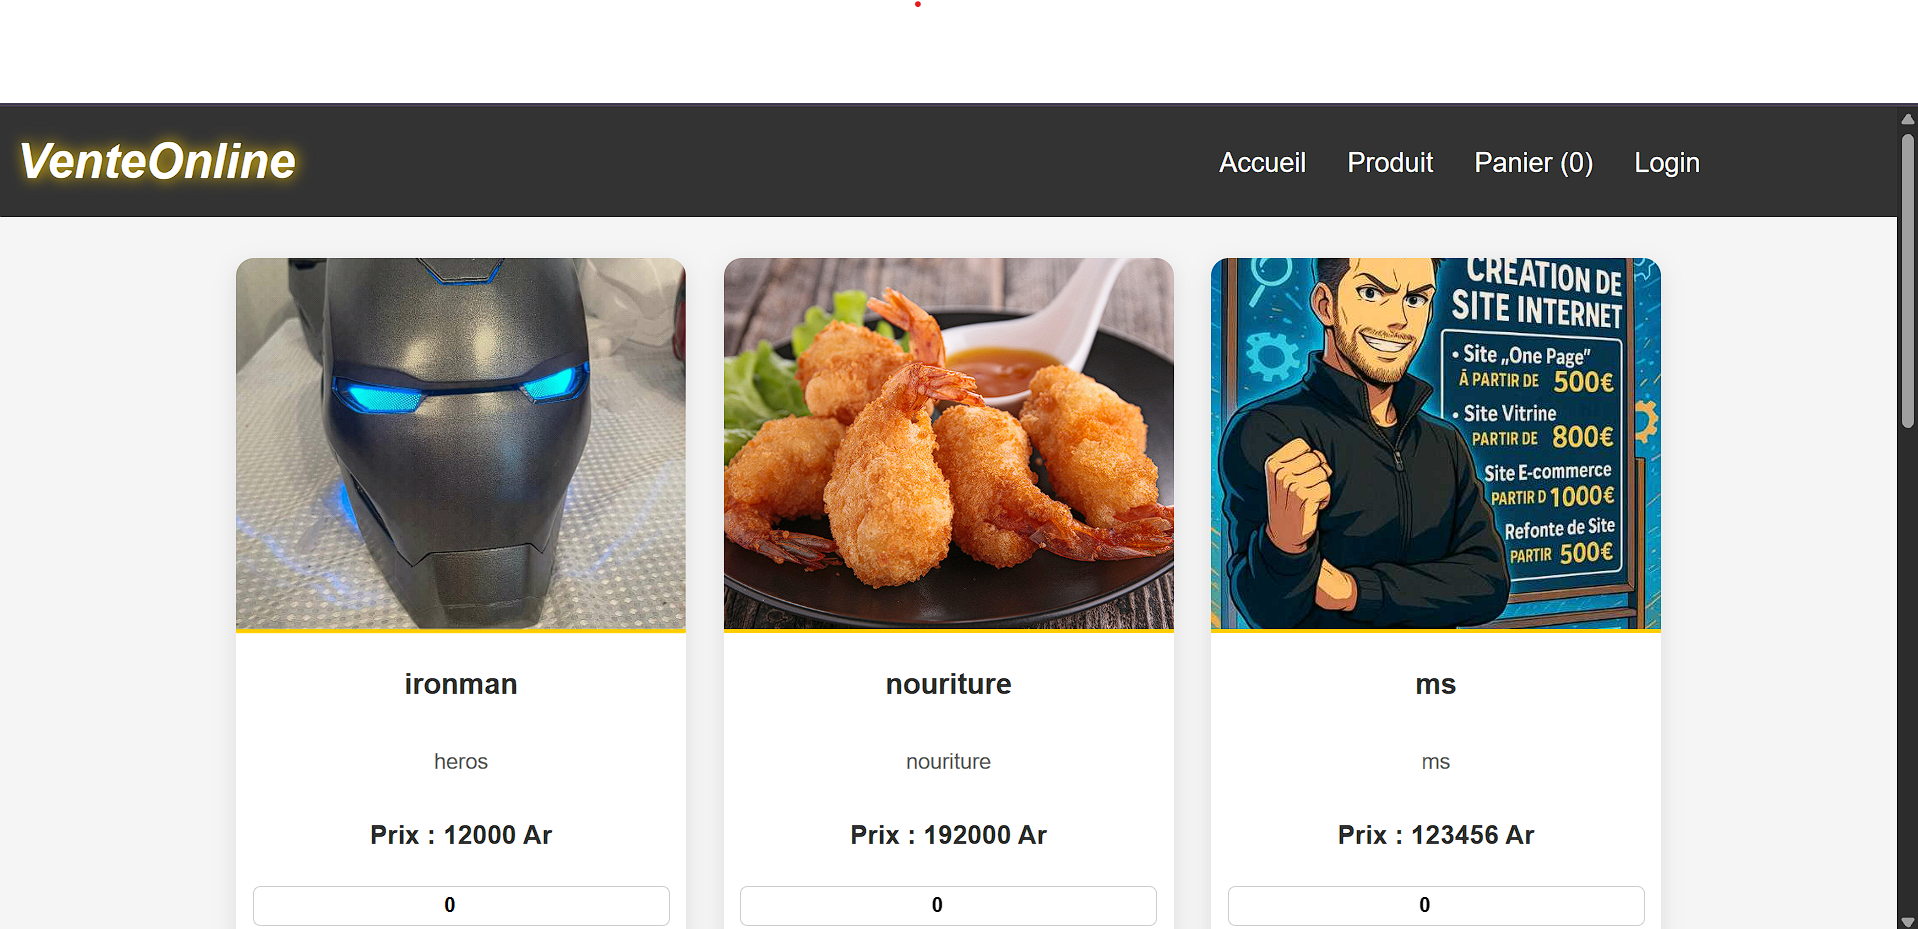 VenteOnline
Accueil Produit Panier (0) Login
CREATION DE
SITE INTERNET
• Site „One Page”
À PARTIR DE 500€
• Site Vitrine
PARTIR DE 800€
Site E-commerce
PARTIR D 1000€
Refonte de Site
PARTIR 500€
ironman
heros
Prix : 12000 Ar
0
nouriture
nouriture
Prix : 192000 Ar
0
ms
ms
Prix : 123456 Ar
0